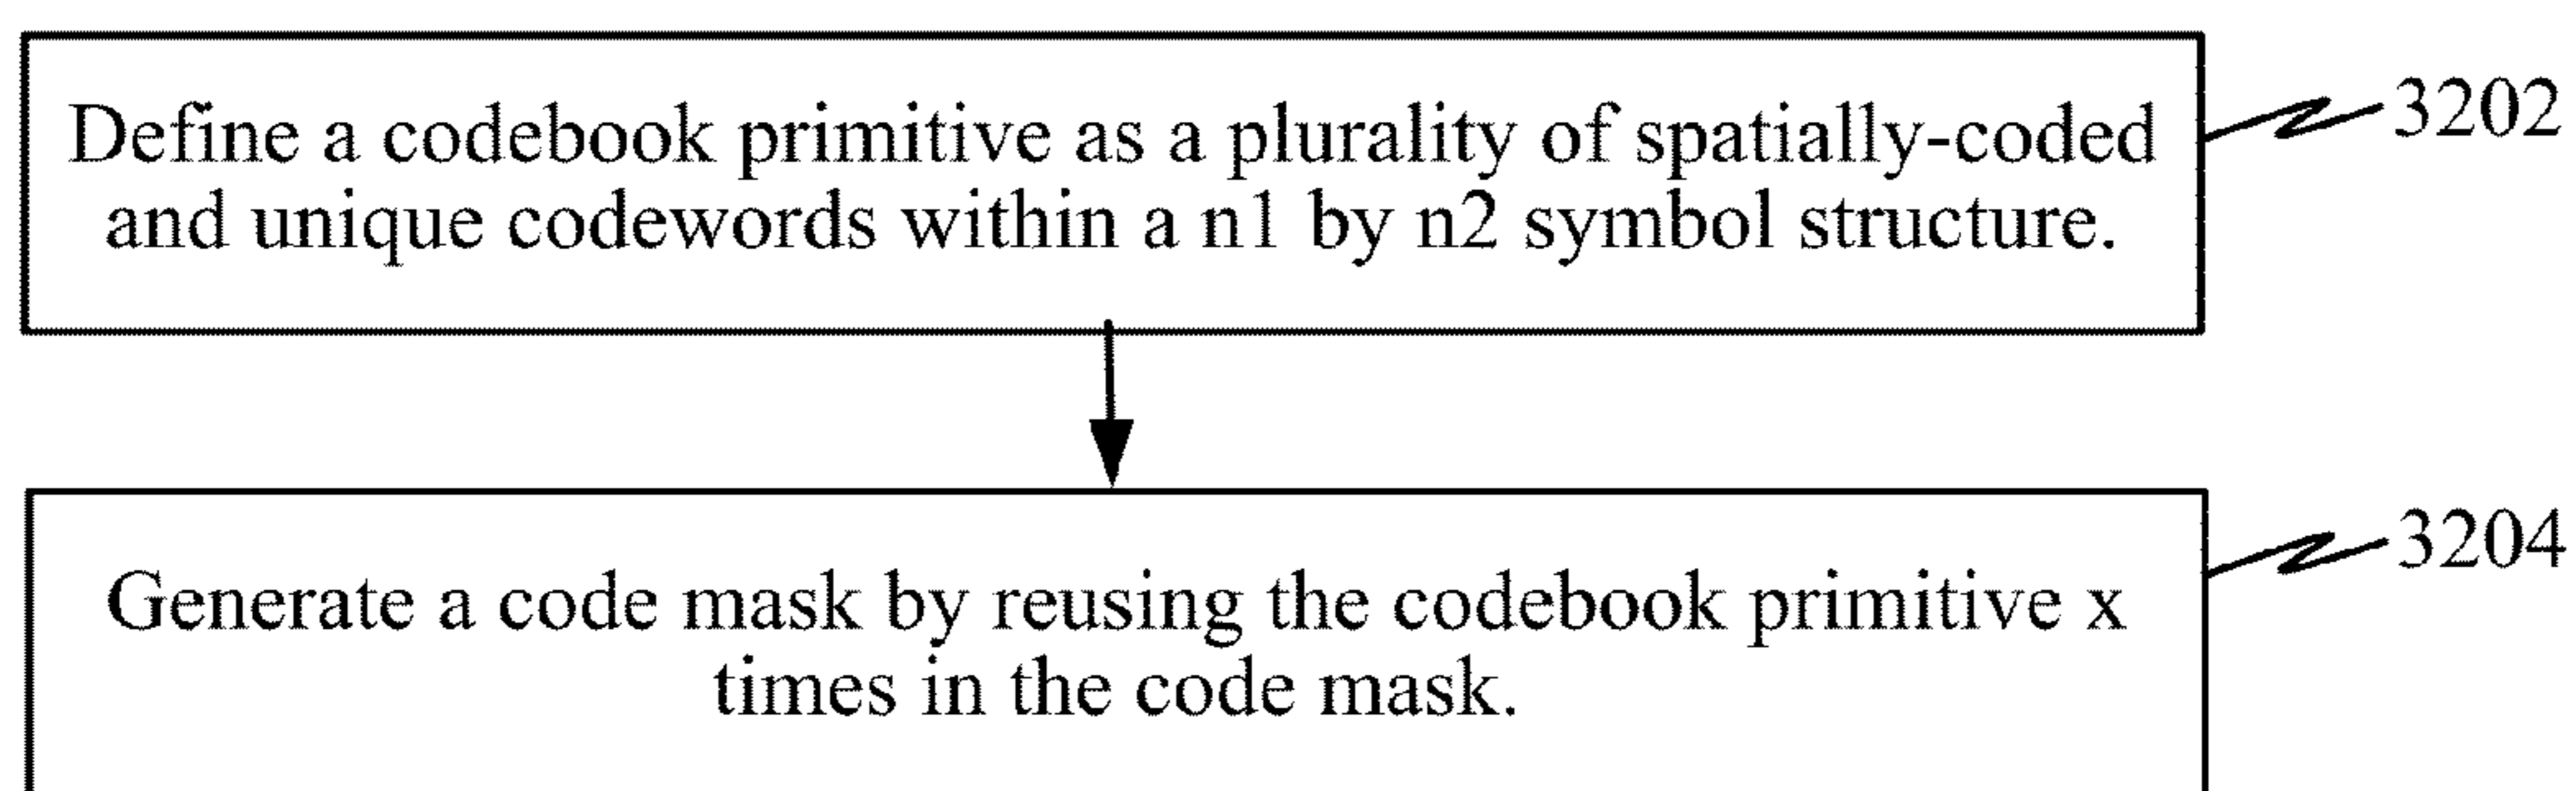 Define a codebook primitive as a plurality of spatially-coded
3202
and unique codewords within a n1 by n2 symbol structure.
Generate a code mask by reusing the codebook primitive x
3204
times in the code mask.